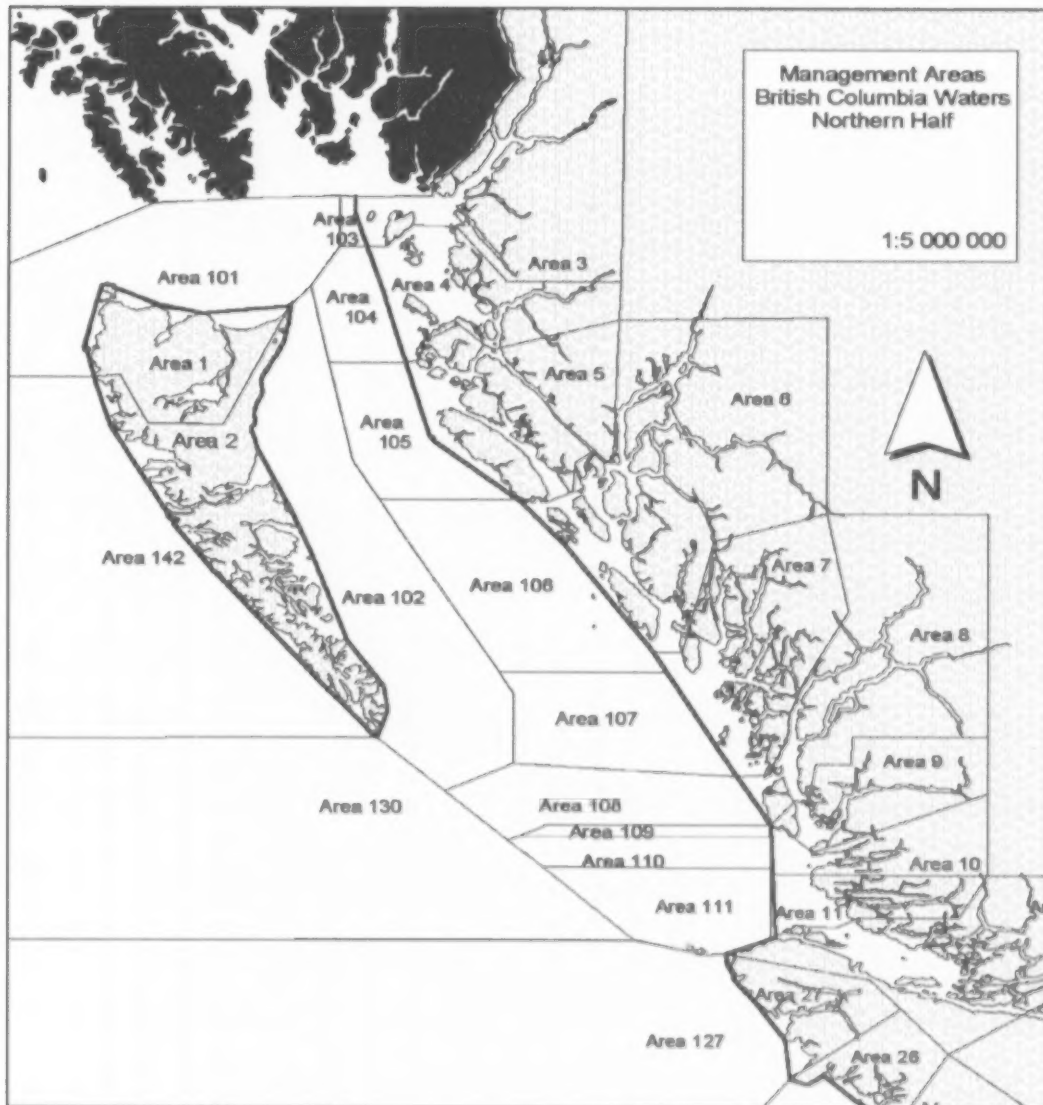 Management Areas
British Columbia Waters
Northern Half
1:5 000 000
Area
103
Area 3
Area 101
Area 4
Area
104
Area 1
Area 5
Area 6
Area
105
Area 2
N
Area 142
Area 7
Area 102
Area 106
Area 8
Area 107
Area 9
Area 130
Area 108
Area 109
Area 110
Area 10
Area 111
Area 11
Area 27
Area 127
Area 26